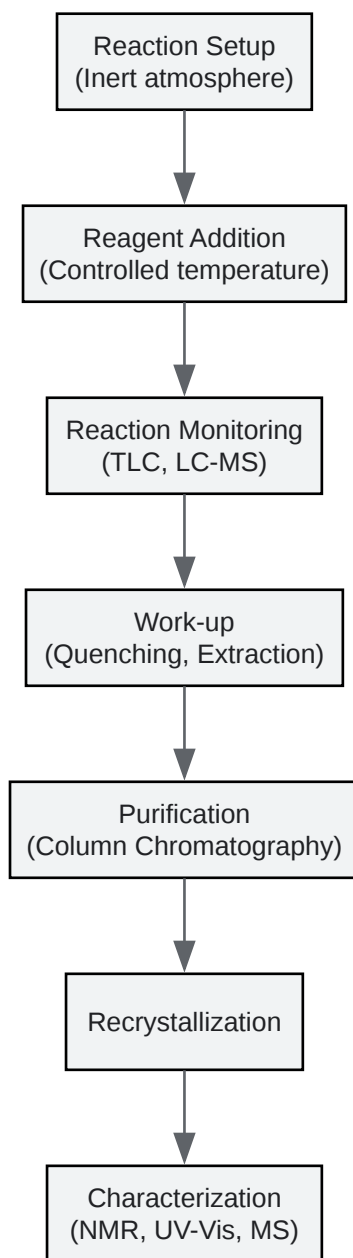 Reaction Setup
(Inert atmosphere)
Reagent Addition
(Controlled temperature)
Reaction Monitoring
(TLC, LC-MS)
Work-up
(Quenching, Extraction)
Purification
(Column Chromatography)
Recrystallization
Characterization
(NMR, UV-Vis, MS)